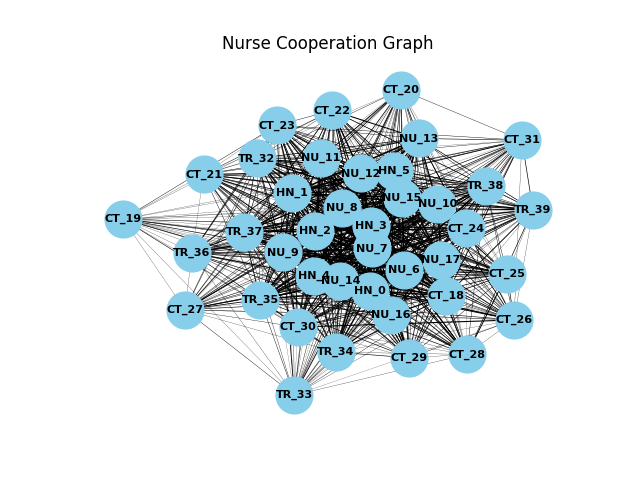 Nurse Cooperation Graph
CT_20
CT_22
CT_23
NU_13
CT_31
TR_32
NU_11
CT_21
NU_12
HN_5
TR_38
HN_1
NU_15
NU_10
NU_8
TR_39
CT_19
HN_3
CT_24
TR_37
HN_2
NU_7
TR_36
NU_9
NU_17
NU_6
HN_4
CT_25
NU_14
HN_0
CT_18
TR_35
CT_27
NU_16
CT_26
CT_30
TR_34
CT_29
CT_28
TR_33